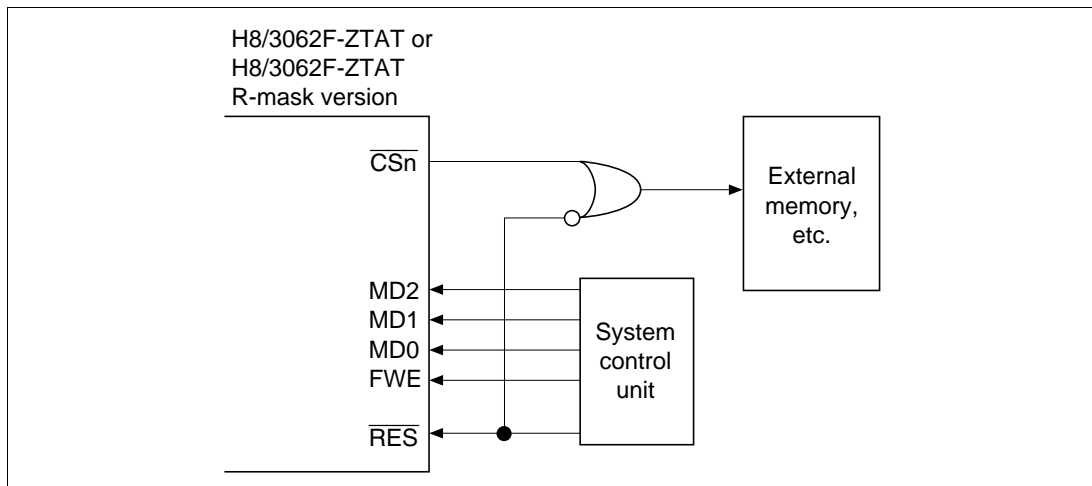 H8/3062F-ZTAT or
H8/3062F-ZTAT
R-mask version
CSn
External
memory,
etc.
MD2
MD1
MD0
FWE
RES
System
control
unit